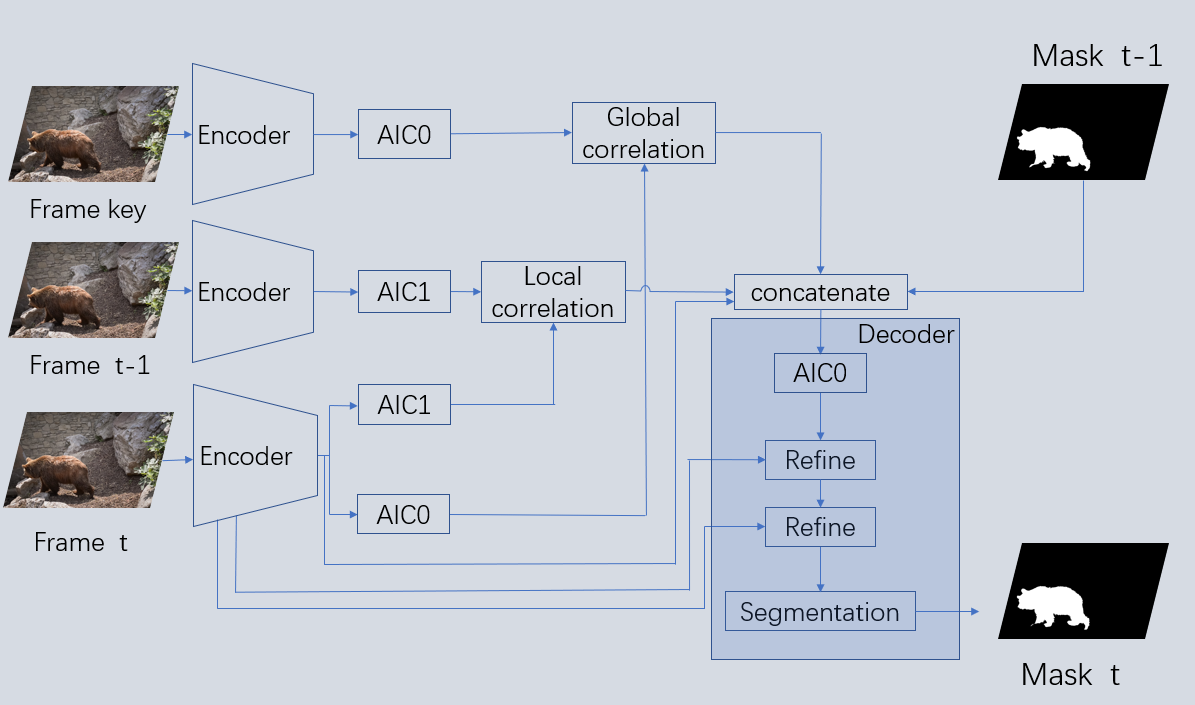 Mask t-1
Encoder
AIC0
Global
correlation
Frame key
Encoder
AIC1
Local
correlation
concatenate
Frame t-1
Decoder
AIC0
Encoder
AIC1
AIC0
Refine
Refine
Frame t
Segmentation
Mask t